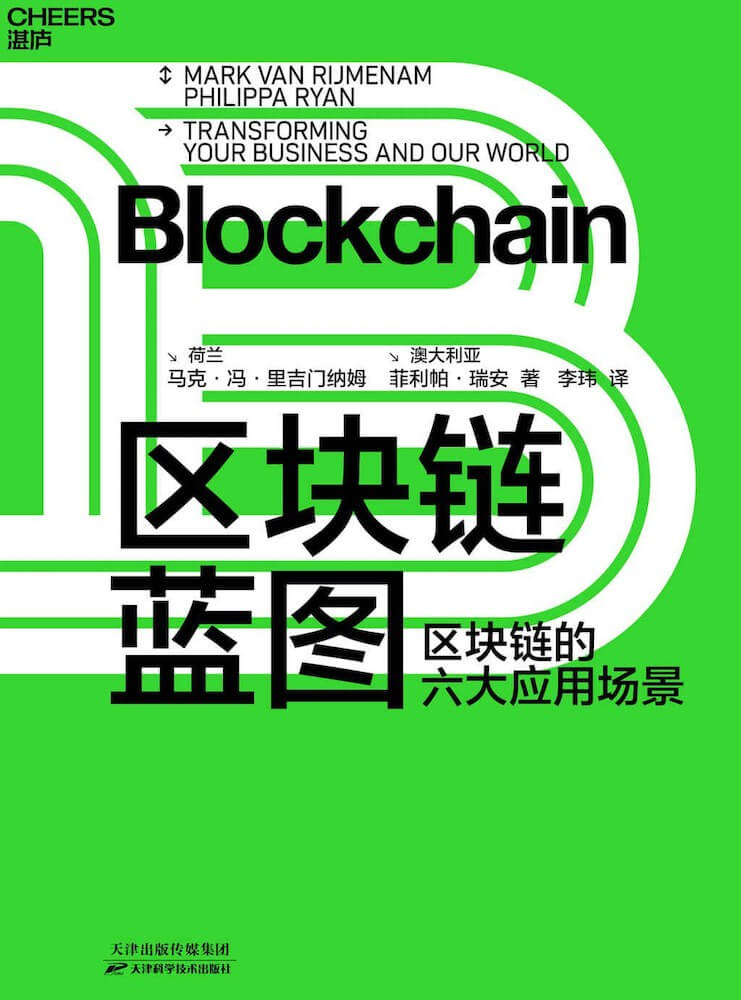 CHEERS
湛庐
↕ MARK VAN RIJMENAM
PHILIPPA RYAN
→ TRANSFORMING
YOUR BUSINESS AND OUR WORLD
Blockchain
↘ 荷兰 ↘ 澳大利亚
马克·冯·里吉门纳姆 菲利帕·瑞安 著 李玮 译
区块链
蓝图
区块链的
六大应用场景
天津出版传媒集团
天津科学技术出版社